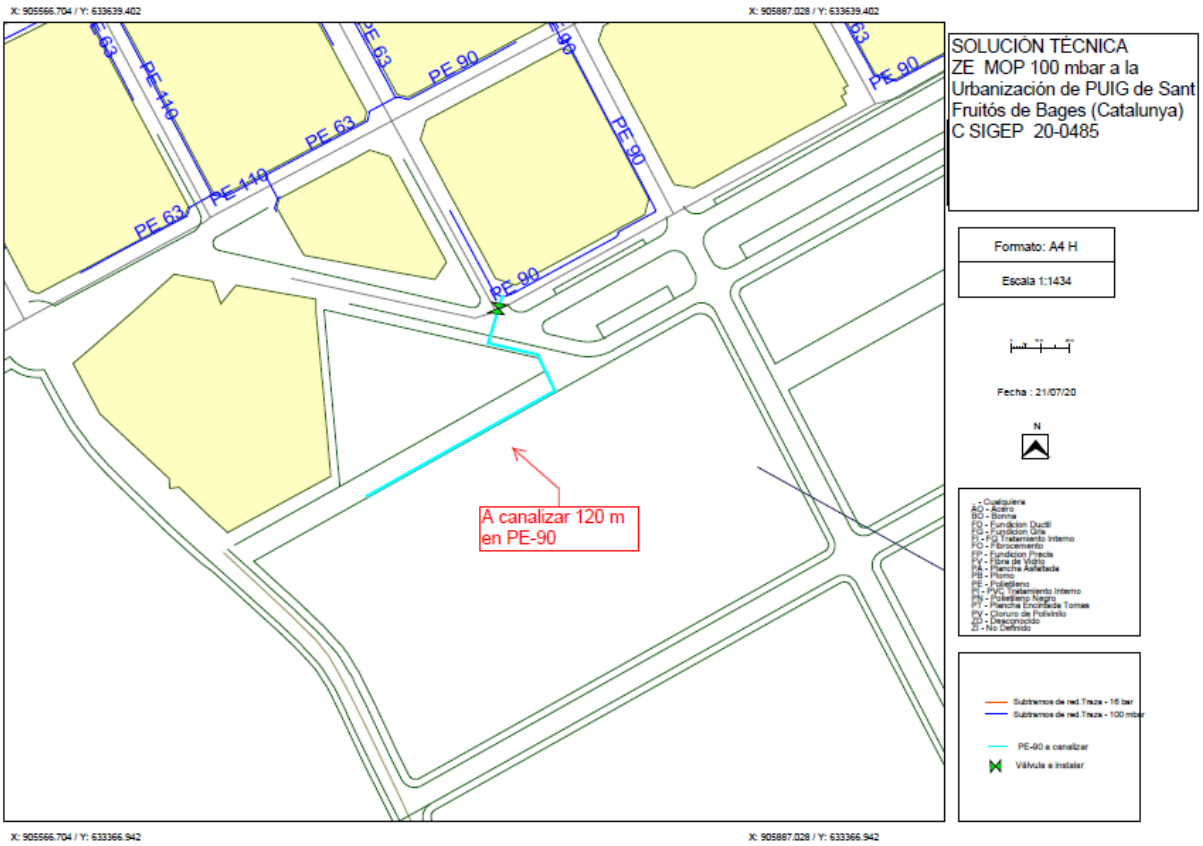 X: 905566.704 / Y: 633639.402
X: 905887.028 / Y: 633639.402
PE 63
PE 110
PE 63
PE 90
PE 90
63
PE 90
PE 63
PE 90
PE 110
PE 63
PE 90
SOLUCIÓN TÉCNICA
ZE MOP 100 mbar a la
Urbanización de PUIG de Sant
Fruitós de Bages (Catalunya)
C SIGEP 20-0485
Formato: A4 H
Escala 1:1434
Fecha : 21/07/20
N
A canalizar 120 m
en PE-90
- Cualquiera
AO - Acero
BO - Bonna
FD - Fundicion Ductil
FG - Fundicion Gris
FI - FG Tratamiento Interno
FO - Fibrocemento
FP - Fundicion Precis
FV - Fibra de Vidrio
PA - Plancha Asfaltada
PB - Plomo
PE - Polietileno
PI - PVC Tratamiento Interno
PN - Polietileno Negro
PT - Plancha Encintada Tomas
PV - Cloruro de Polivinilo
ZD - Desconocido
ZI - No Definido
Subtramos de red.Traza - 16 bar
Subtramos de red.Traza - 100 mbar
PE-90 a canalizar
Válvula a instalar
X: 905566.704 / Y: 633366.942
X: 905887.028 / Y: 633366.942